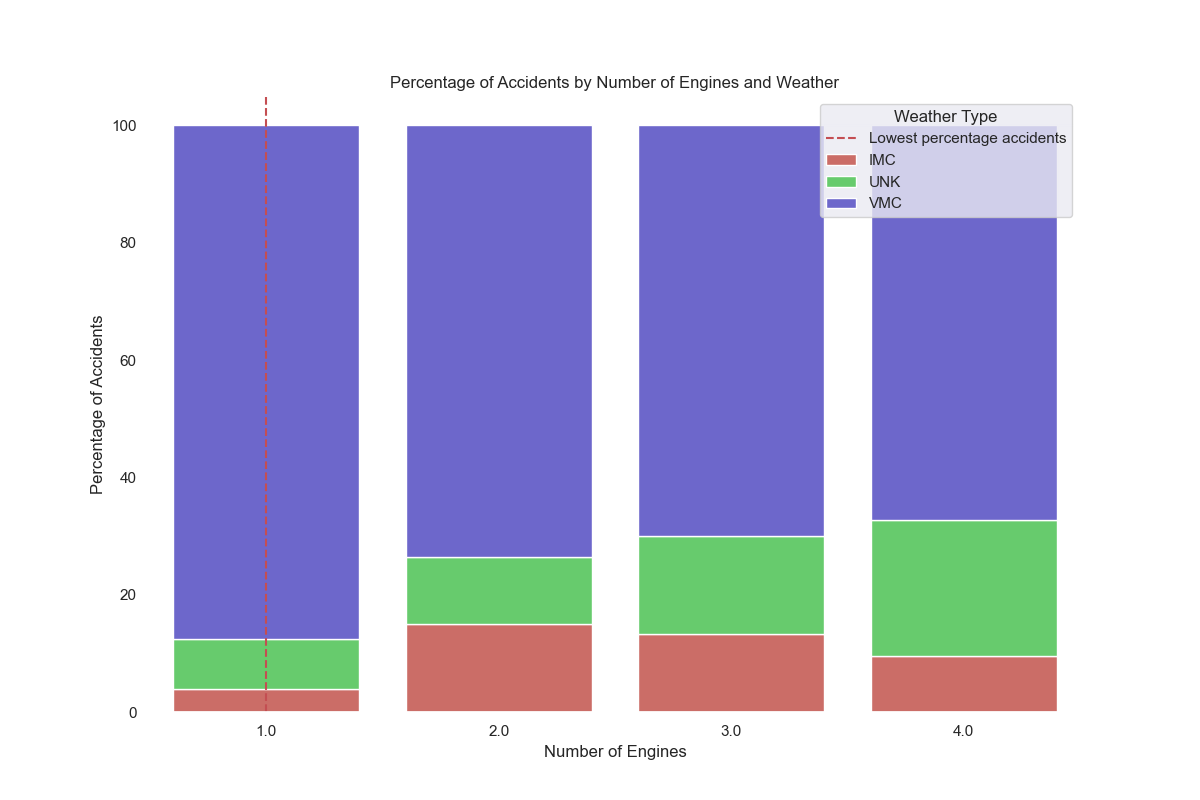 Percentage of Accidents by Number of Engines and Weather
Weather Type
Lowest percentage accidents
IMC
UNK
VMC
Percentage of Accidents
100
80
60
40
20
0
1.0 2.0 3.0 4.0
Number of Engines